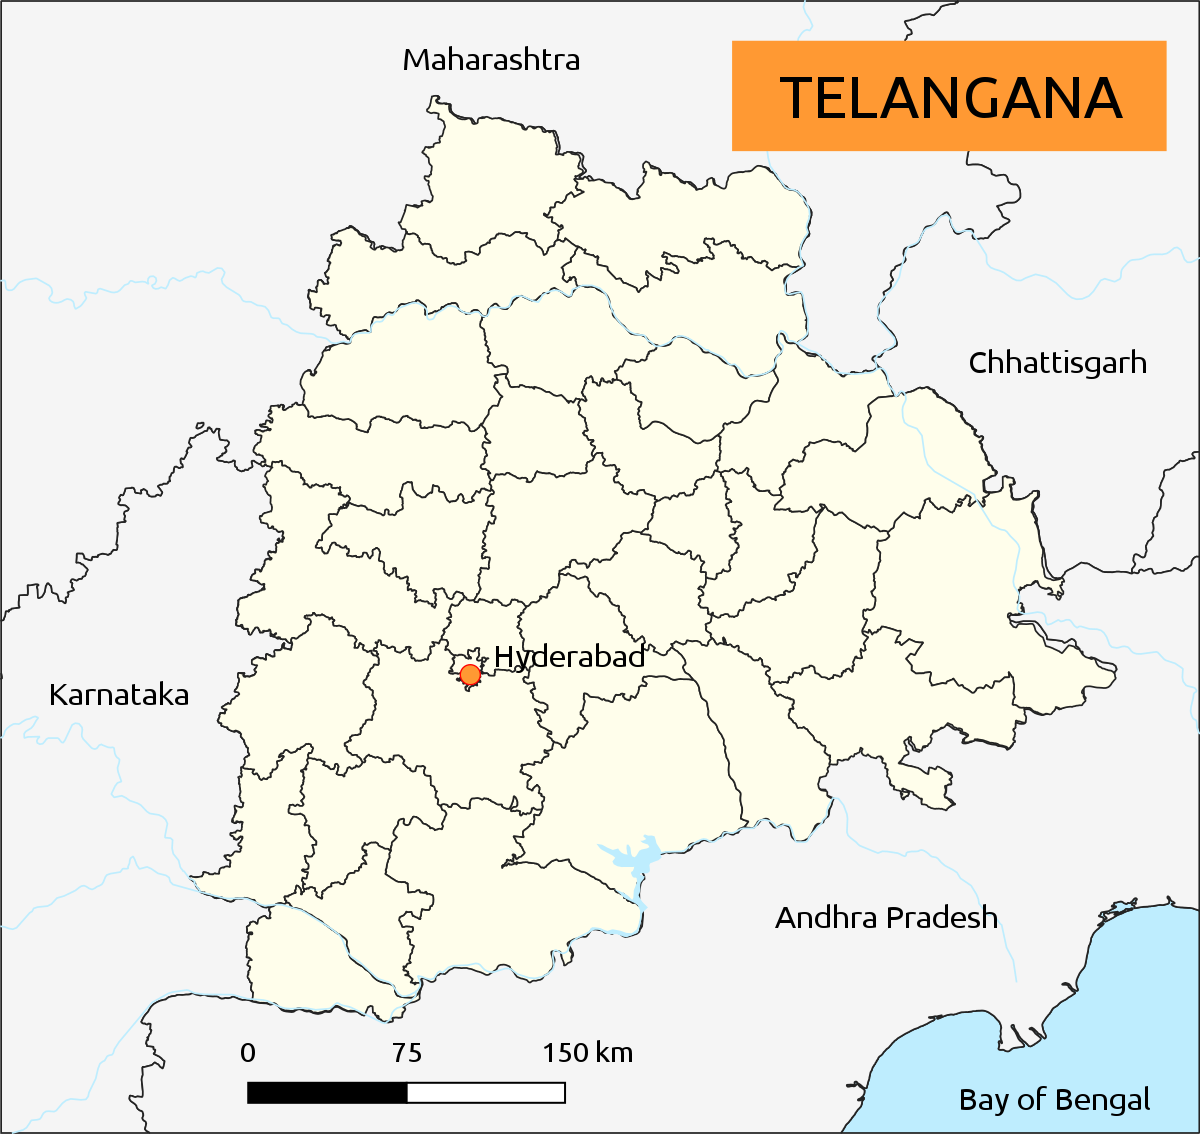 Maharashtra
TELANGANA
Chhattisgarh
Hyderabad
Karnataka
Andhra Pradesh
0 75 150 km
Bay of Bengal